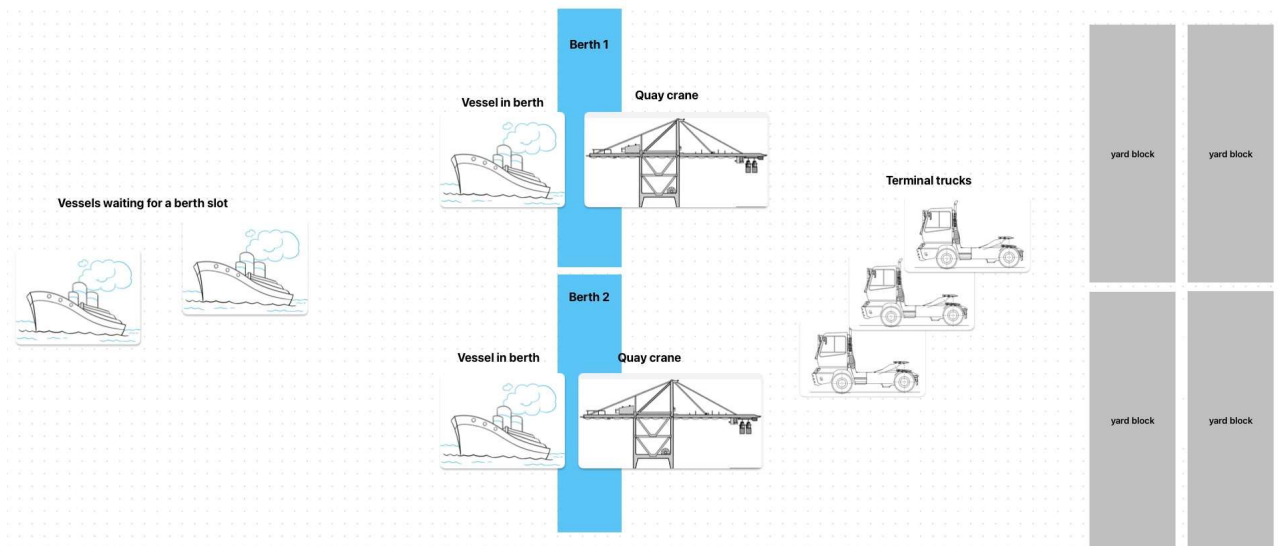 Berth 1
Vessel in berth
Quay crane
yard block
yard block
Terminal trucks
Vessels waiting for a berth slot
Berth 2
Vessel in berth
Quay crane
yard block
yard block